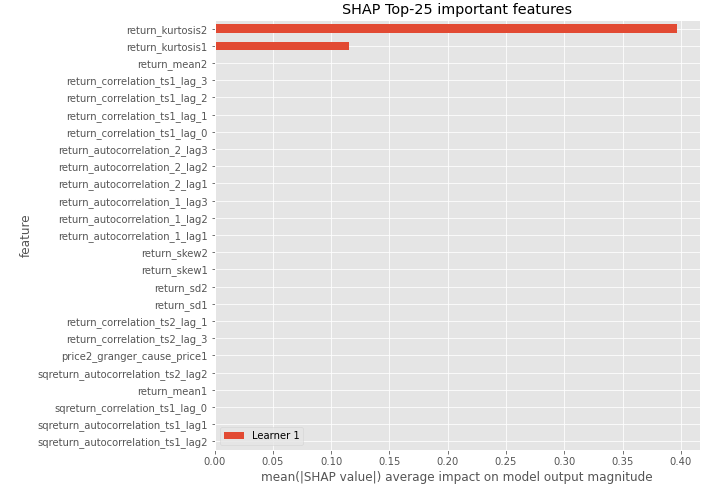 SHAP Top-25 important features
return_kurtosis2
return_kurtosis1
return_mean2
return_correlation_ts1_lag_3
return_correlation_ts1_lag_2
return_correlation_ts1_lag_1
return_correlation_ts1_lag_0
return_autocorrelation_2_lag3
return_autocorrelation_2_lag2
return_autocorrelation_2_lag1
return_autocorrelation_1_lag3
return_autocorrelation_1_lag2
return_autocorrelation_1_lag1
return_skew2
return_skew1
return_sd2
return_sd1
return_correlation_ts2_lag_1
return_correlation_ts2_lag_3
price2_granger_cause_price1
sqreturn_autocorrelation_ts2_lag2
return_mean1
sqreturn_correlation_ts1_lag_0
sqreturn_autocorrelation_ts1_lag1
sqreturn_autocorrelation_ts1_lag2
feature
Learner 1
0.00 0.05 0.10 0.15 0.20 0.25 0.30 0.35 0.40
mean(|SHAP value|) average impact on model output magnitude